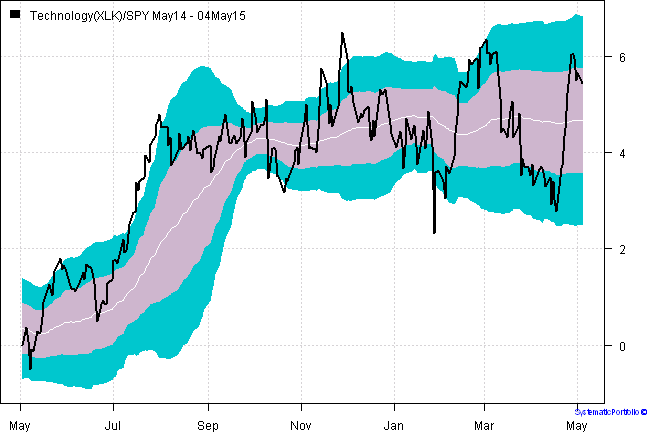 Technology(XLK)/SPY May14 - 04May15
6
4
2
0
May Jul Sep Nov Jan Mar May
SystematicPortfolio ©